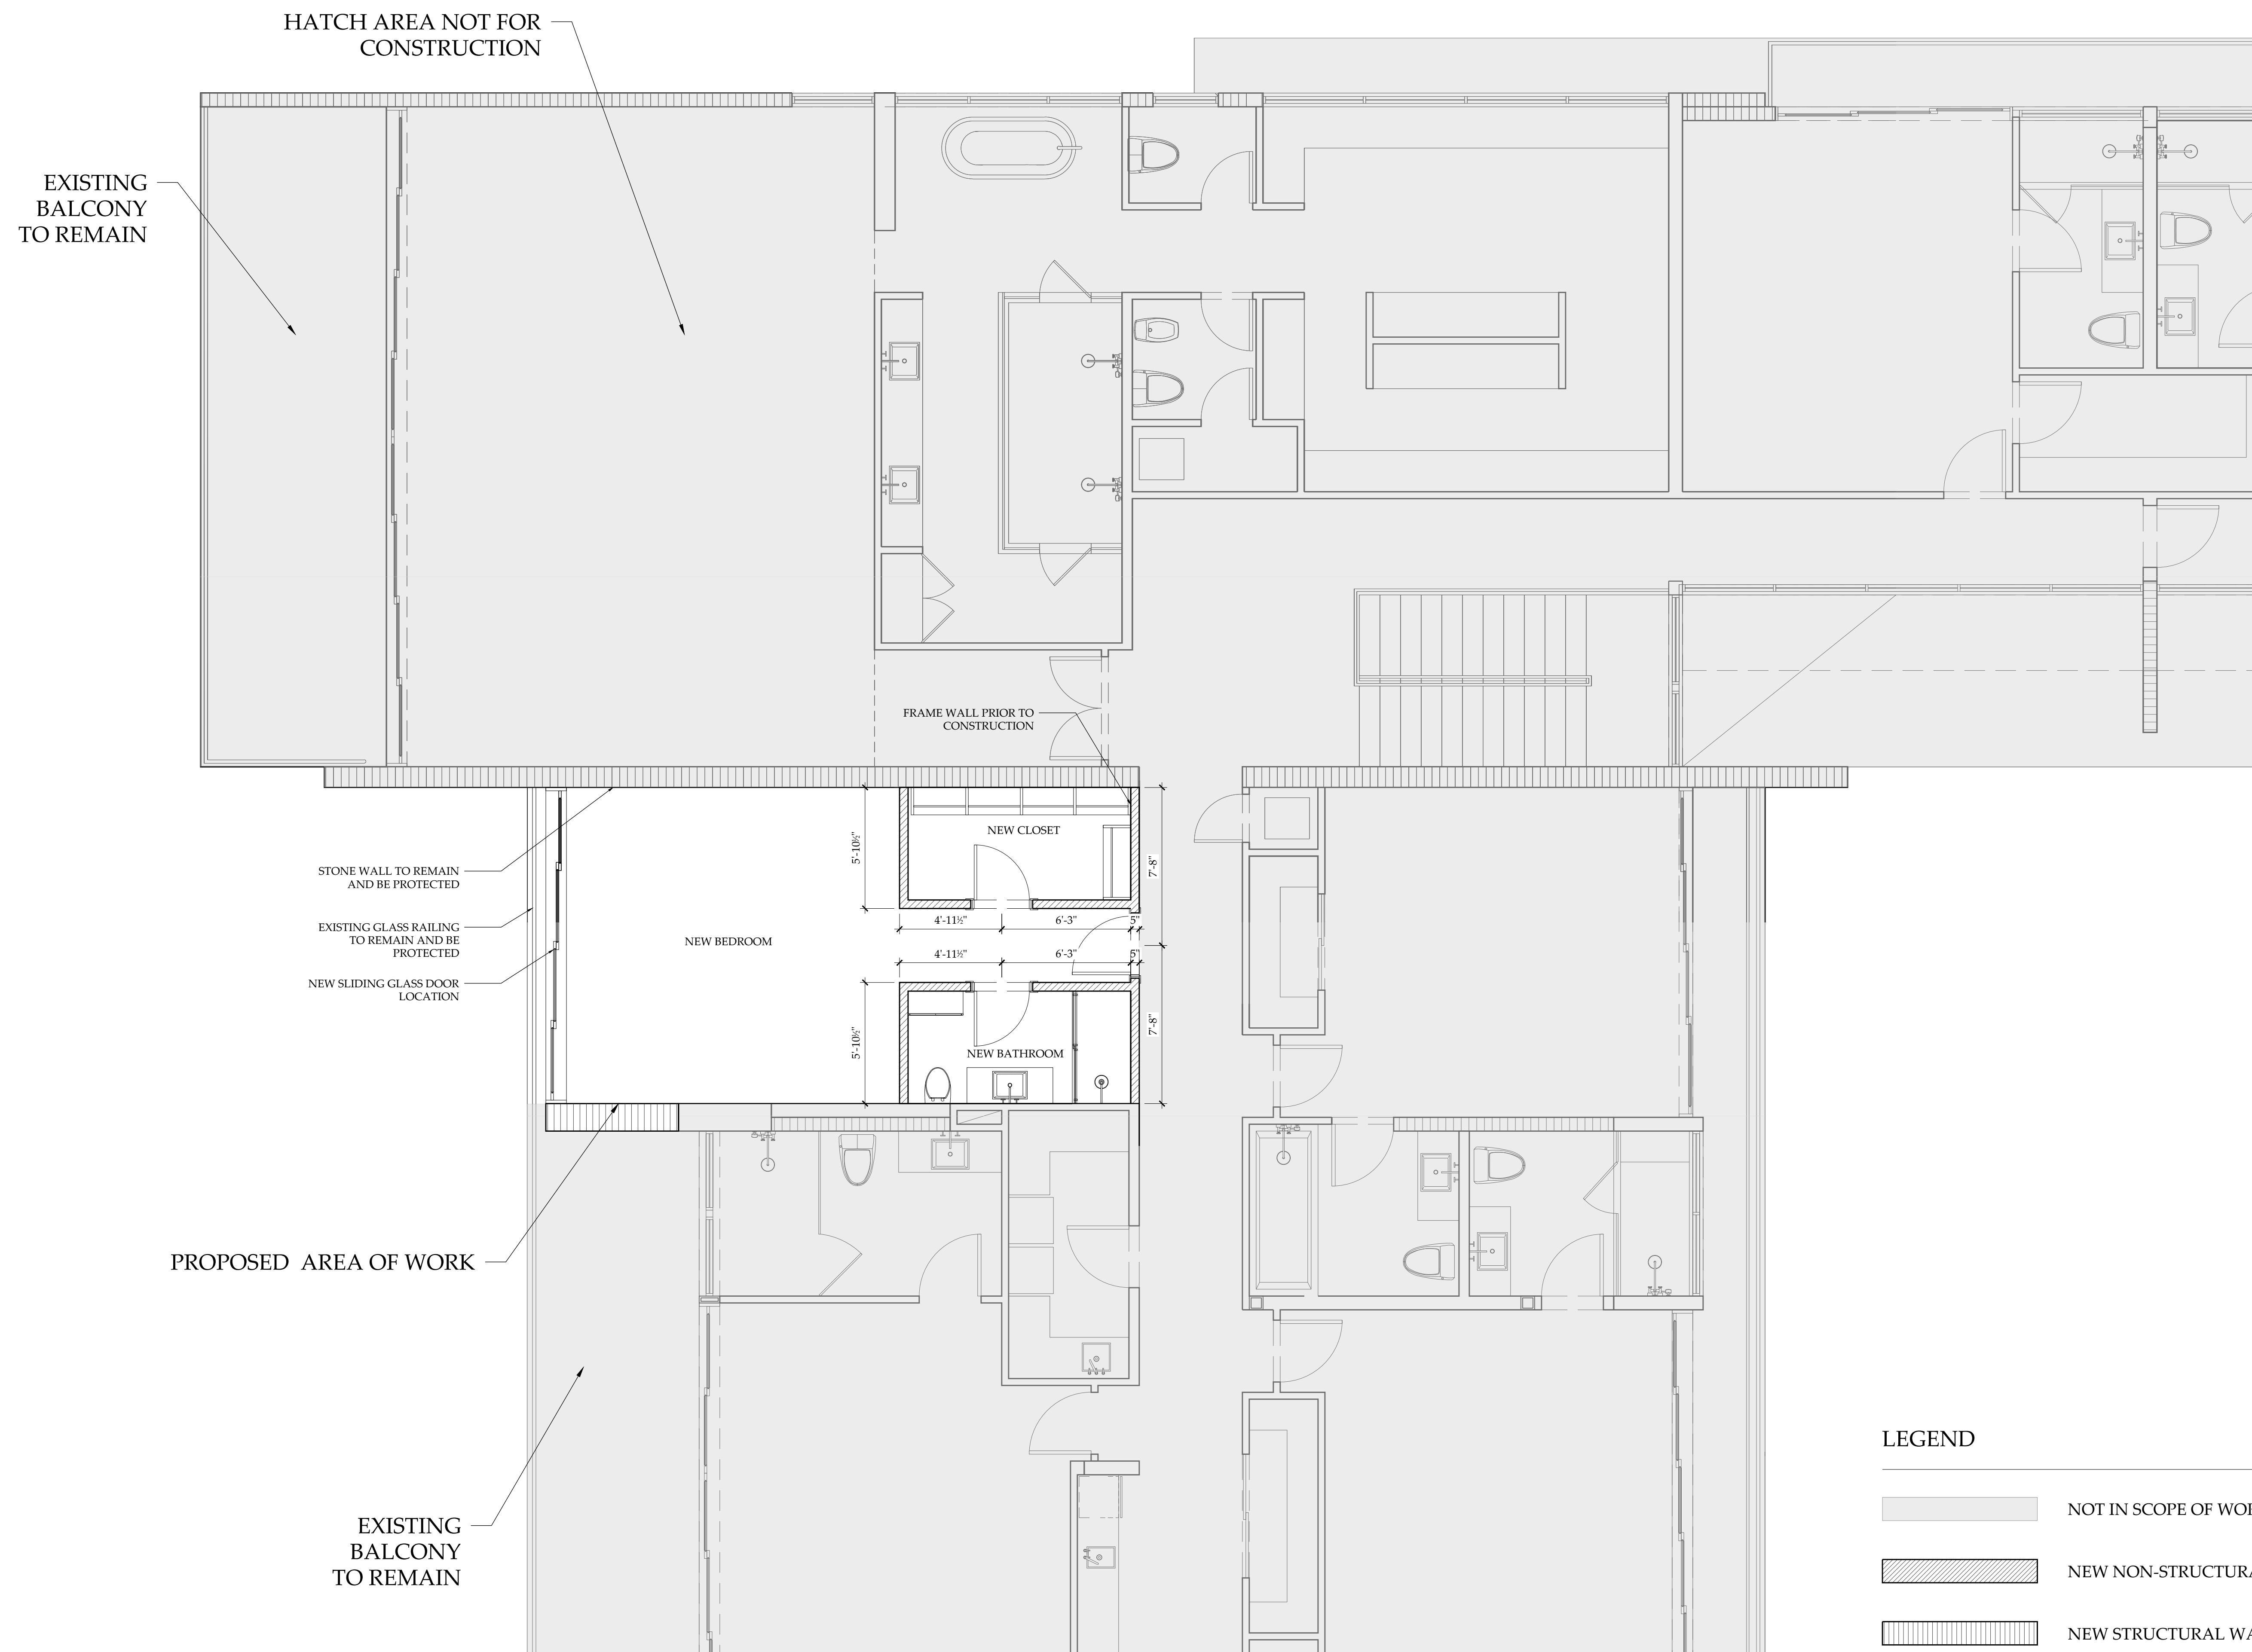 HATCH AREA NOT FOR
CONSTRUCTION
EXISTING
BALCONY
TO REMAIN
FRAME WALL PRIOR TO
CONSTRUCTION
5'-10½"
NEW CLOSET
7'-8"
STONE WALL TO REMAIN
AND BE PROTECTED
4'-11½"
6'-3"
5"
EXISTING GLASS RAILING
TO REMAIN AND BE
PROTECTED
NEW BEDROOM
4'-11½"
6'-3"
5"
NEW SLIDING GLASS DOOR
LOCATION
5'-10½"
7'-8"
NEW BATHROOM
PROPOSED AREA OF WORK
EXISTING
BALCONY
TO REMAIN
LEGEND
NOT IN SCOPE OF
NEW
NEW STRUCTURAL